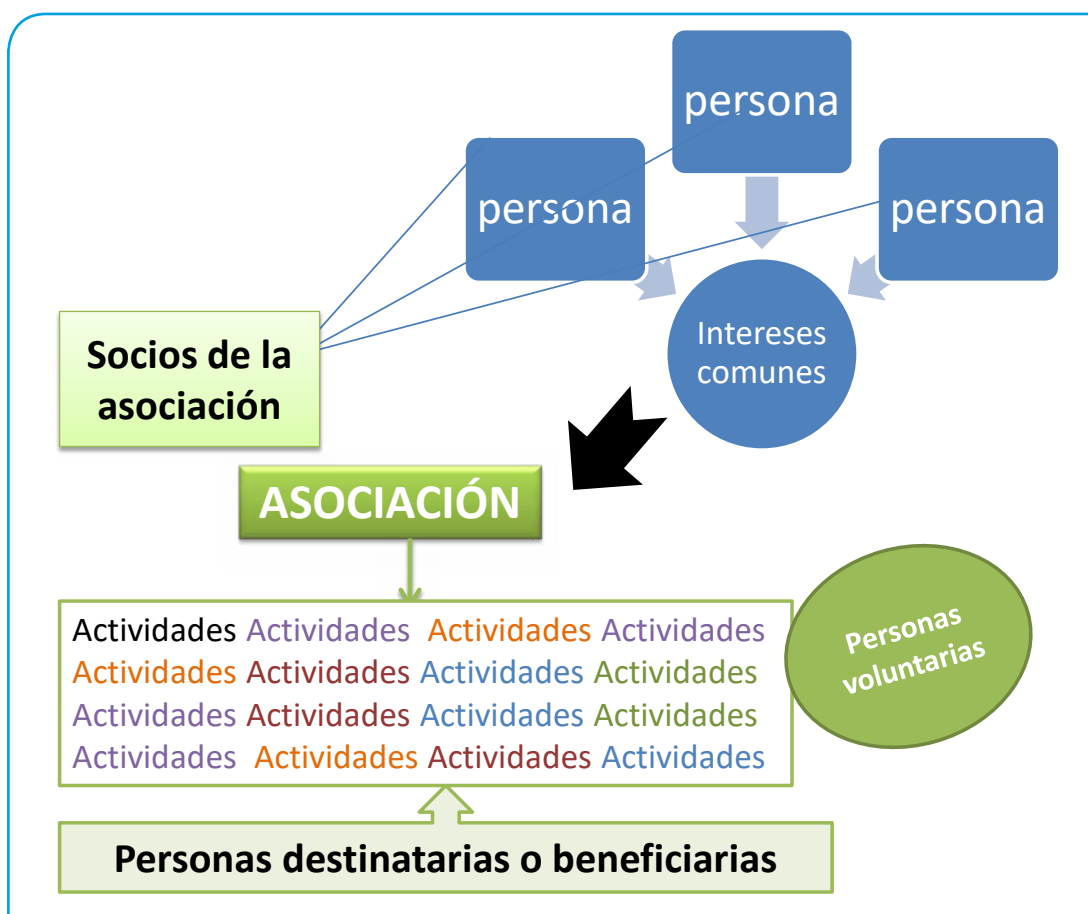 persona
persona
persona
Intereses
comunes
Socios de la
asociación
ASOCIACIÓN
Actividades Actividades Actividades Actividades
Actividades Actividades Actividades Actividades
Actividades Actividades Actividades Actividades
Actividades Actividades Actividades Actividades
Personas
voluntarias
Personas destinatarias o beneficiarias